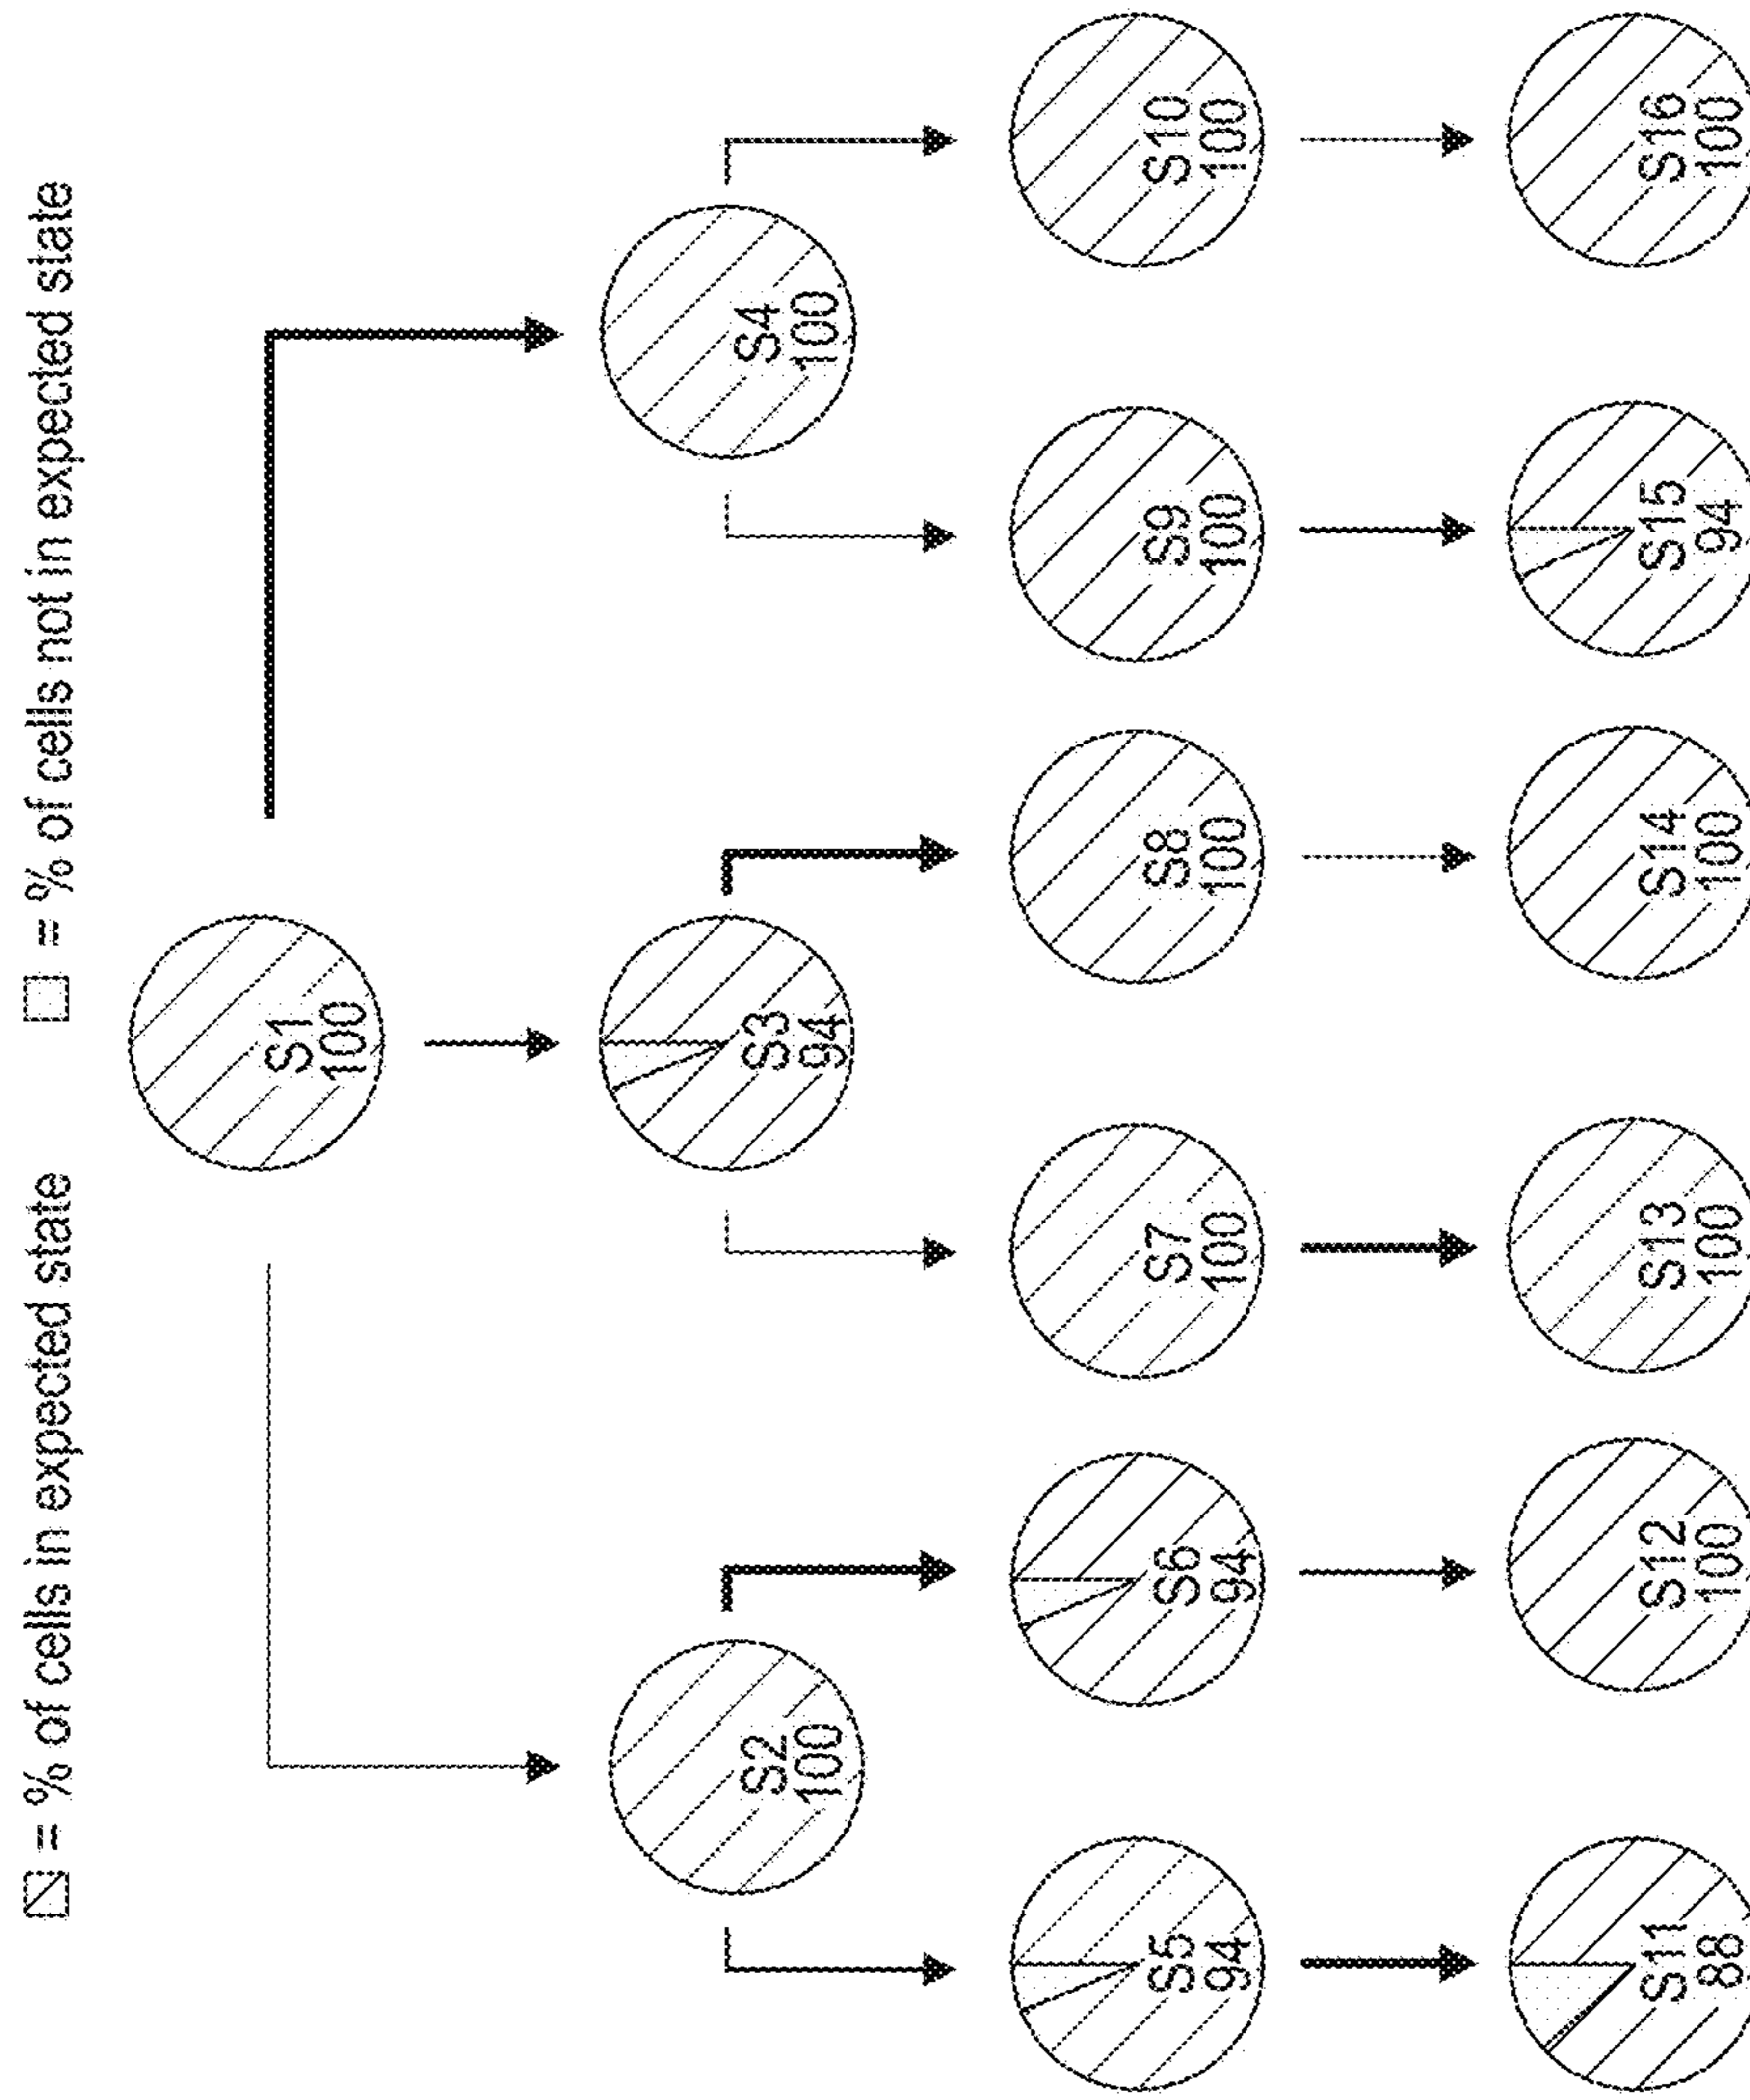 = % of cells in expected state
= % of cells not in expected state
S1
100
S2
100
S3
94
S4
100
S5
94
S6
94
S7
100
S8
100
S9
100
S10
100
S11
88
S12
100
S13
100
S14
100
S15
94
S16
100